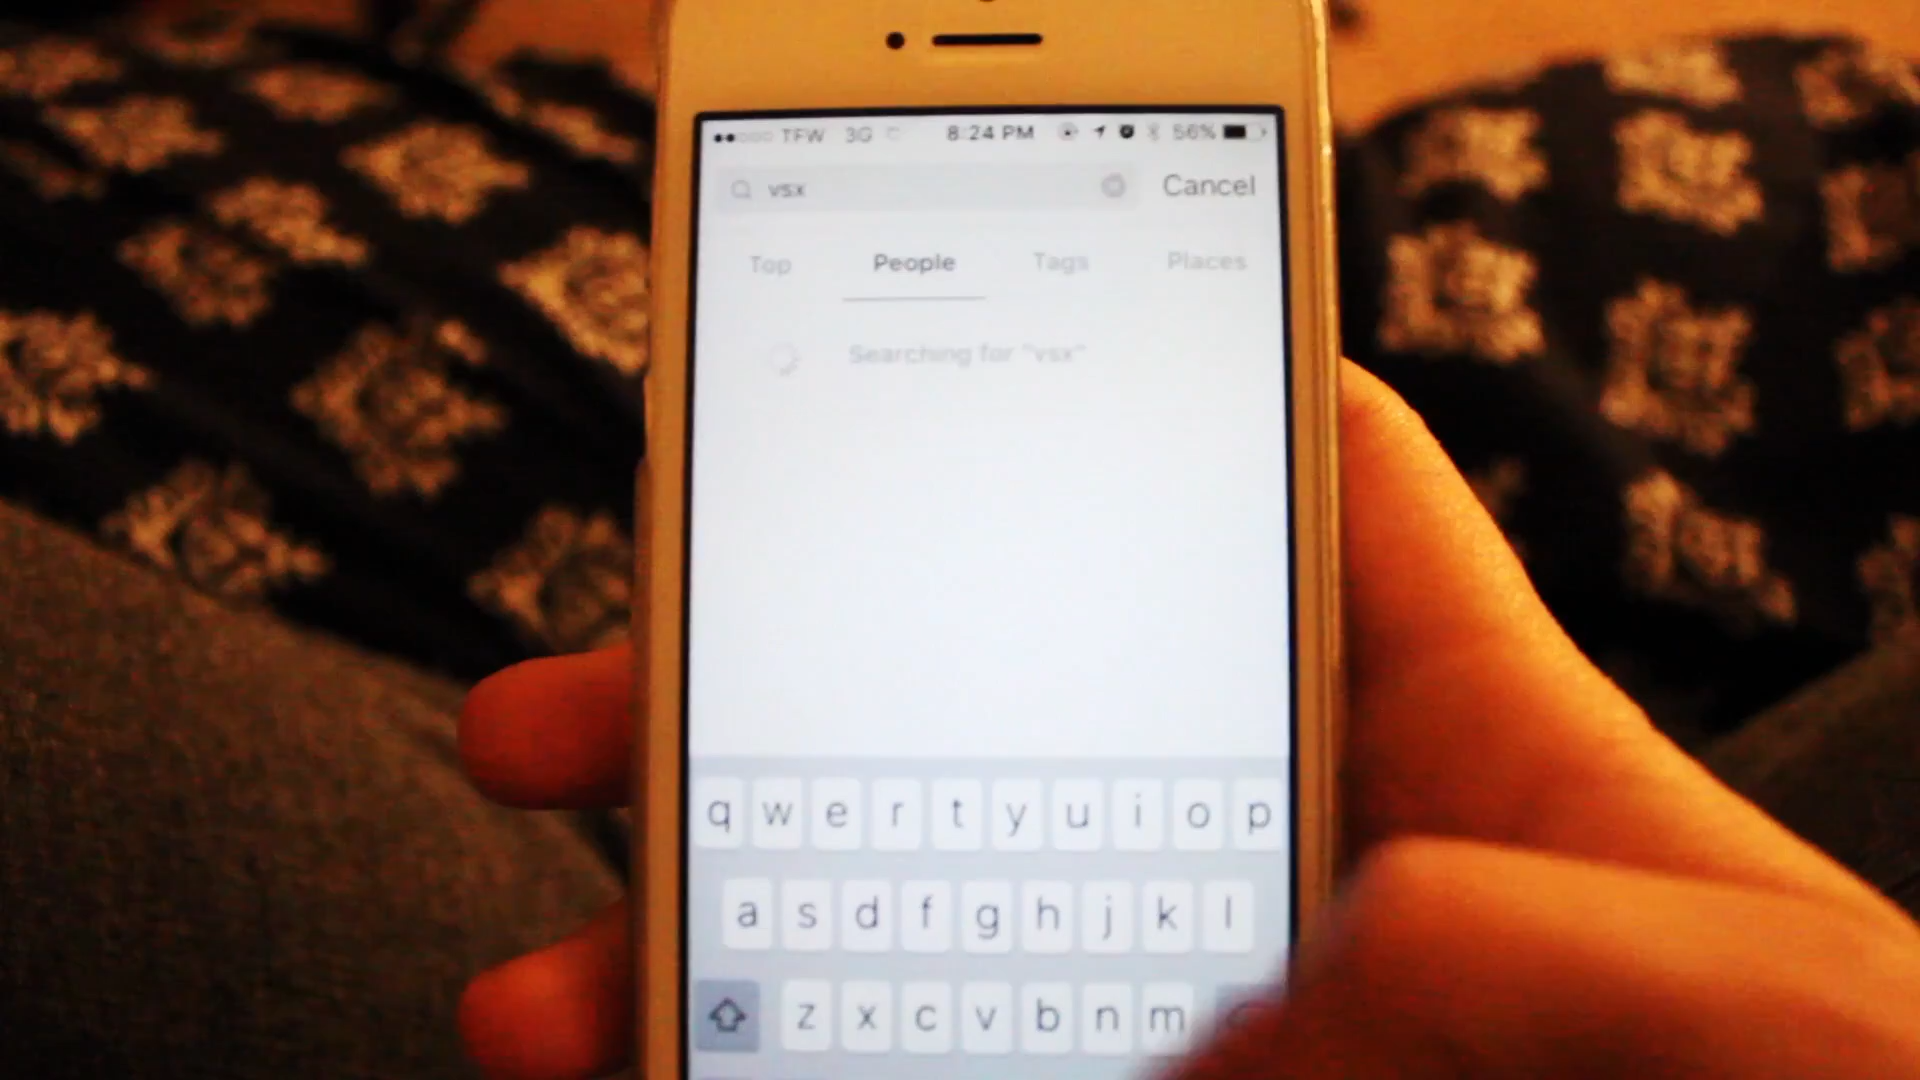 TFW 3G 8:24 PM 56%
vsx Cancel
Top People Tags Places
Searching for "vsx"
q w e r t y u i o p
a s d f g h j k l
z x c v b n m